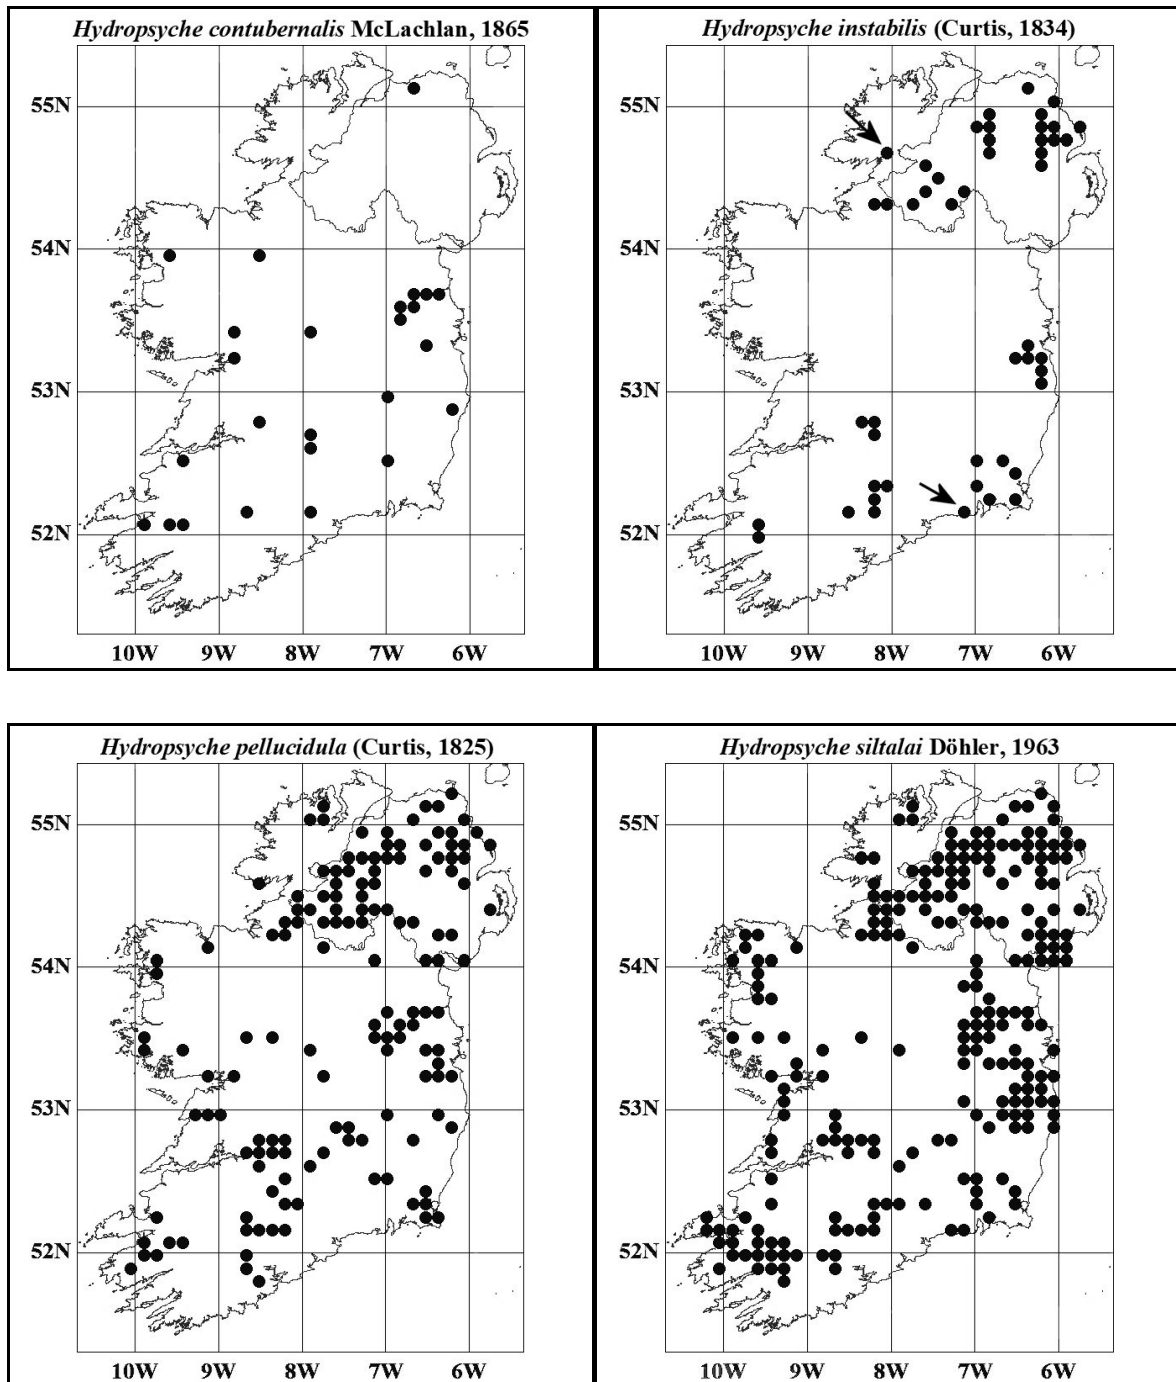 Hydropsyche contubernalis McLachlan, 1865
55N
54N
53N
52N
10W 9W 8W 7W 6W
Hydropsyche instabilis (Curtis, 1834)
55N
54N
53N
52N
10W 9W 8W 7W 6W
Hydropsyche pellucidula (Curtis, 1825)
55N
54N
53N
52N
10W 9W 8W 7W 6W
Hydropsyche siltalai Döhler, 1963
55N
54N
53N
52N
10W 9W 8W 7W 6W